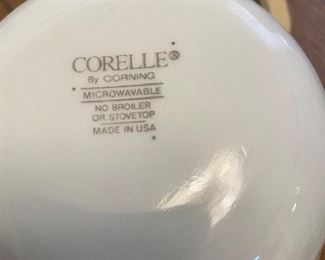 CORELLE®
By CORNING
MICROWAVABLE
NO BROILER
OR STOVETOP
MADE IN USA